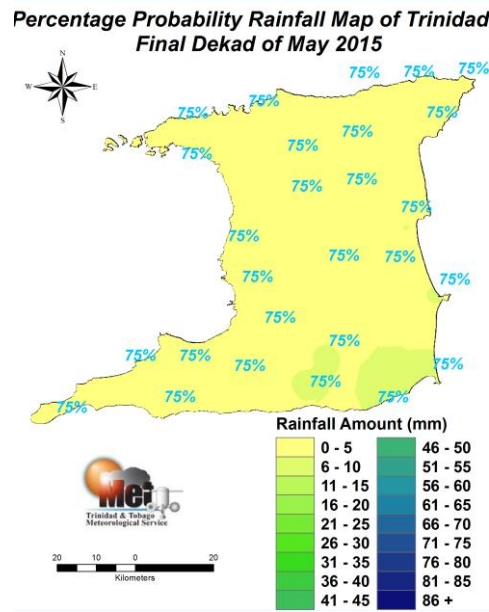 Percentage Probability Rainfall Map of Trinidad
Final Dekad of May 2015
N
W E
S
75% 75% 75%
75%
75% 75%
75%
75%
75%
75% 75%
75%
75%
75% 75%
75% 75%
75%
75%
75% 75% 75% 75%
75%
75% 75% 75%
Rainfall Amount (mm)
0 - 5
6 - 10
11 - 15
16 - 20
21 - 25
26 - 30
31 - 35
36 - 40
41 - 45
46 - 50
51 - 55
56 - 60
61 - 65
66 - 70
71 - 75
76 - 80
81 - 85
86 +
Met
Trinidad & Tobago
Meteorological Service
20 10 0 20
Kilometers